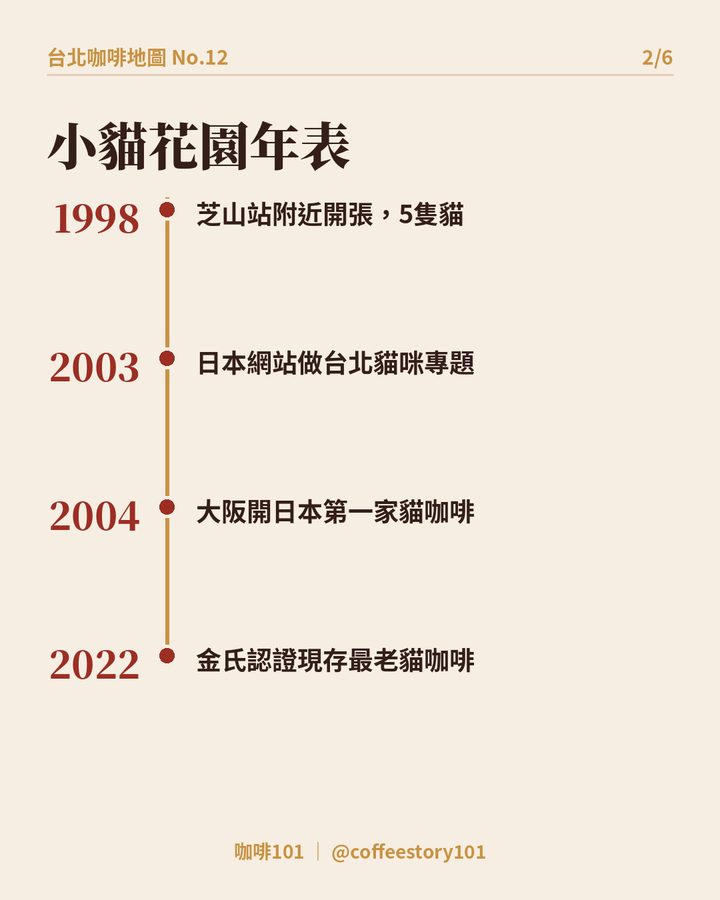 台北咖啡地圖 No.12
2/6
小貓花園年表
1998 芝山站附近開張，5隻貓
2003 日本網站做台北貓咪專題
2004 大阪開日本第一家貓咖啡
2022 金氏認證現存最老貓咖啡
咖啡101｜@coffeestory101